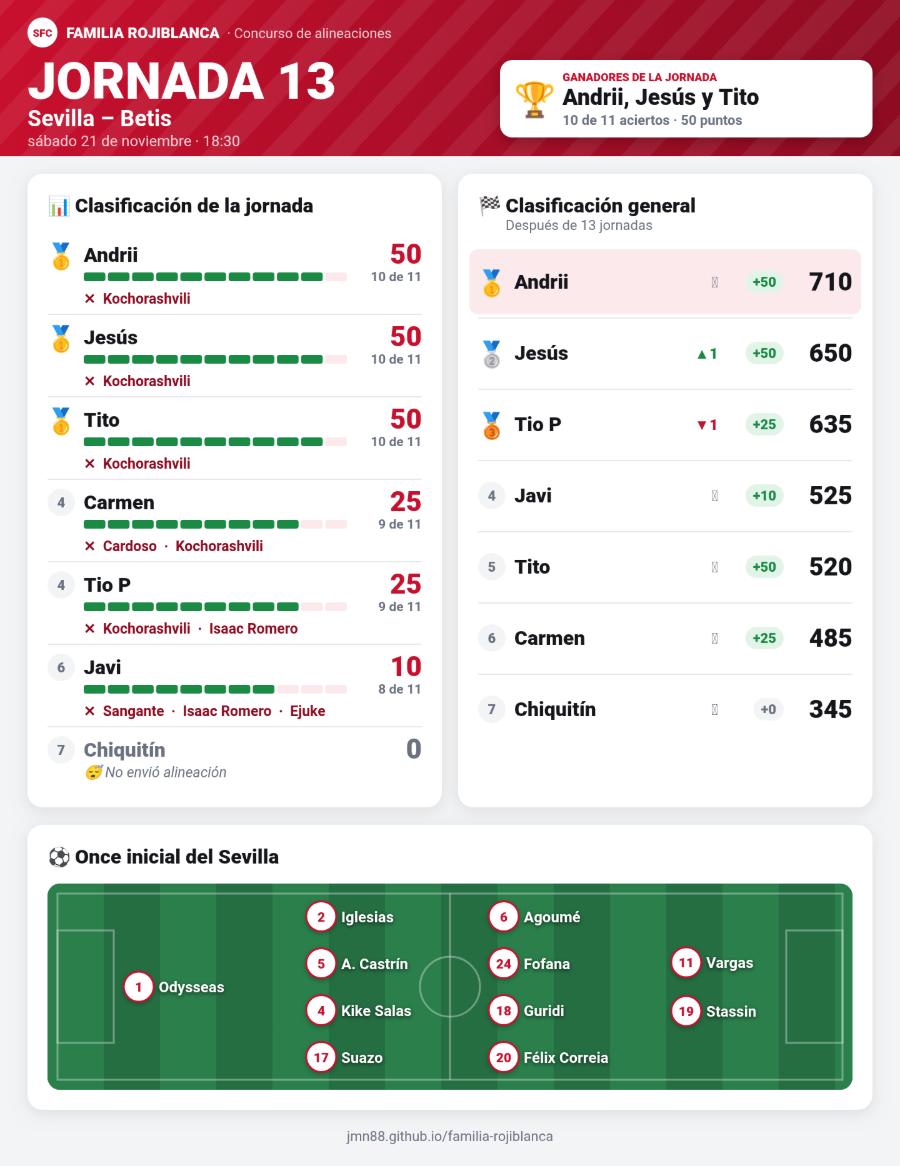 SFC FAMILIA ROJIBLANCA · Concurso de alineaciones
JORNADA 13
Sevilla – Betis
sábado 21 de noviembre · 18:30
GANADORES DE LA JORNADA
Andrii, Jesús y Tito
10 de 11 aciertos · 50 puntos
Clasificación de la jornada
1 Andrii 50
10 de 11
✕ Kochorashvili
1 Jesús 50
10 de 11
✕ Kochorashvili
1 Tito 50
10 de 11
✕ Kochorashvili
4 Carmen 25
9 de 11
✕ Cardoso · Kochorashvili
4 Tio P 25
9 de 11
✕ Kochorashvili · Isaac Romero
6 Javi 10
8 de 11
✕ Sangante · Isaac Romero · Ejuke
7 Chiquitín 0
No envió alineación
Clasificación general
Después de 13 jornadas
1 Andrii +50 710
2 Jesús ▲1 +50 650
3 Tio P ▼1 +25 635
4 Javi +10 525
5 Tito +50 520
6 Carmen +25 485
7 Chiquitín +0 345
Once inicial del Sevilla
1 Odysseas
2 Iglesias
5 A. Castrín
4 Kike Salas
17 Suazo
6 Agoumé
24 Fofana
18 Guridi
20 Félix Correia
11 Vargas
19 Stassin
jmn88.github.io/familia-rojiblanca